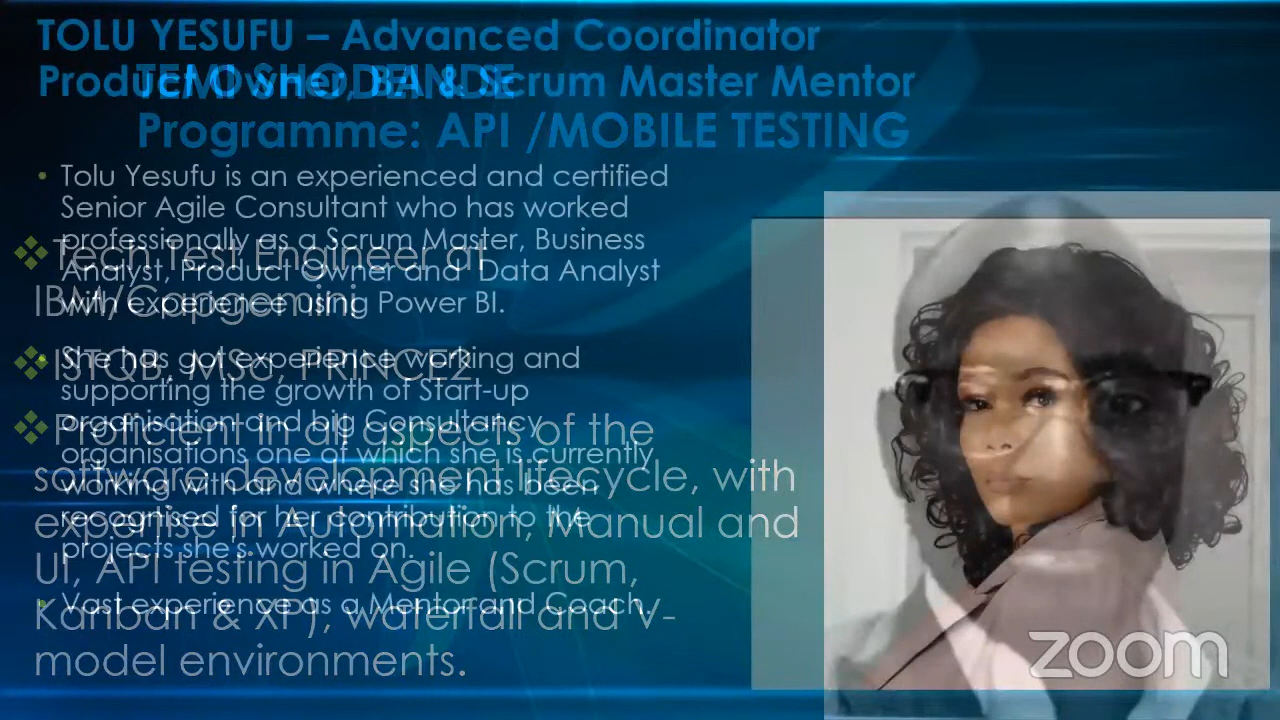 TOLU YESUFU – Advanced Coordinator
Product Owner, BA & Scrum Master Mentor
TEMI SHODEINDE
Programme: API /MOBILE TESTING
• Tolu Yesufu is an experienced and certified
Senior Agile Consultant who has worked
professionally as a Scrum Master, Business
Analyst, Product Owner and Data Analyst
with experience using Power BI.
• She has got experience working and
supporting the growth of Start-up
organisation and big Consultancy
organisations one of which she is currently
working with and where she has been
recognised for her contribution to the
projects she's worked on.
• Vast experience as a Mentor and Coach.
❖ Tech Test Engineer at
IBM/Capgemini
❖ ISTQB, MSc, PRINCE2
❖ Proficient in all aspects of the
software development lifecycle, with
expertise in Automation, Manual and
UI, API testing in Agile (Scrum,
Kanban & XP), waterfall and V-
model environments.
zoom